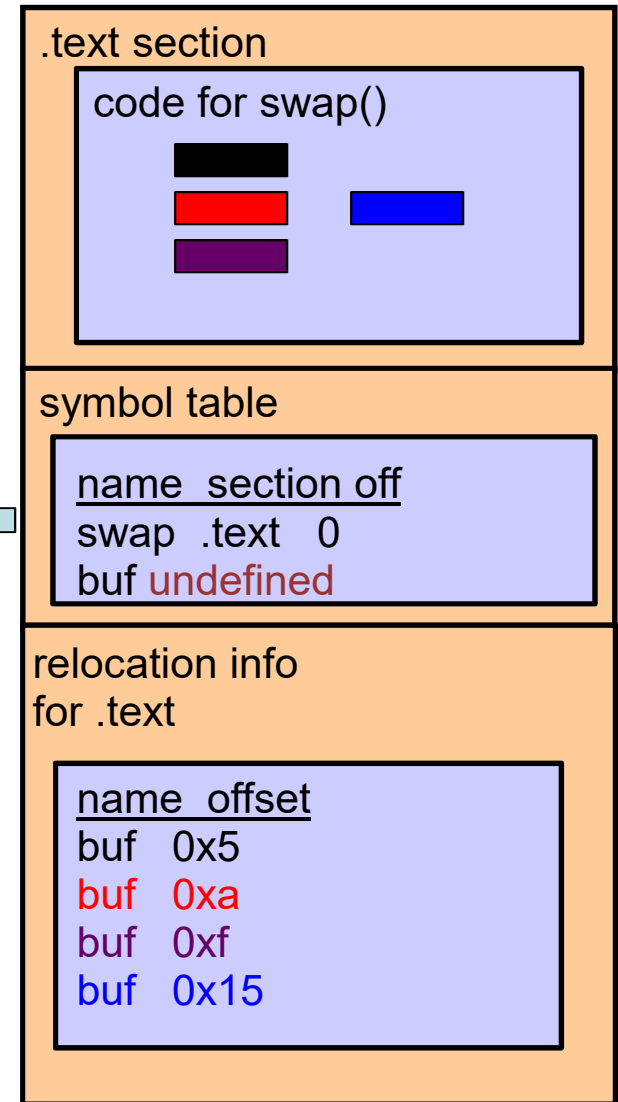 .text section
code for swap()
symbol table
name section off
swap .text 0
buf undefined
relocation info
for .text
name offset
buf 0x5
buf 0xa
buf 0xf
buf 0x15